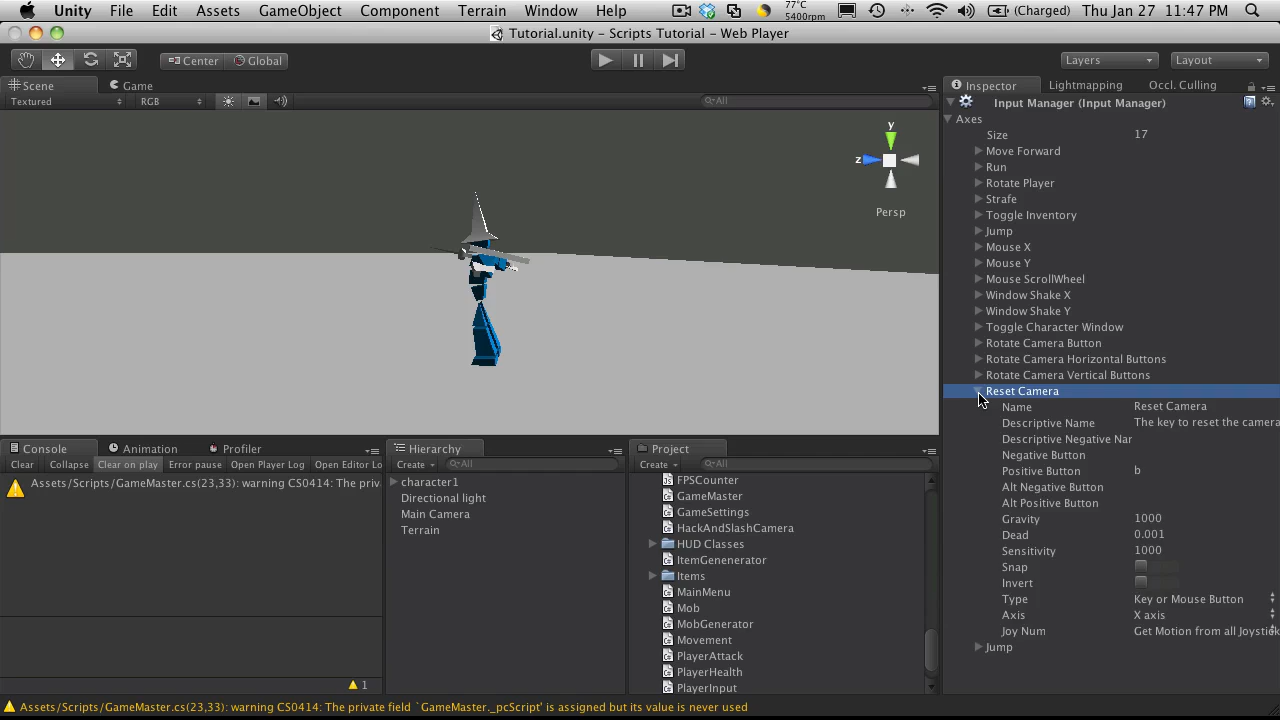 Unity File Edit Assets GameObject Component Terrain Window Help 77°C 5400rpm (Charged) Thu Jan 27 11:47 PM
Tutorial.unity – Scripts Tutorial – Web Player
Center Global Layers Layout
Scene Game
Textured RGB All
y
z
Persp
Inspector Lightmapping Occl. Culling
Input Manager (Input Manager)
Axes
Size 17
Move Forward
Run
Rotate Player
Strafe
Toggle Inventory
Jump
Mouse X
Mouse Y
Mouse ScrollWheel
Window Shake X
Window Shake Y
Toggle Character Window
Rotate Camera Button
Rotate Camera Horizontal Buttons
Rotate Camera Vertical Buttons
Reset Camera
Name Reset Camera
Descriptive Name The key to reset the camera
Descriptive Negative Nar
Negative Button
Positive Button b
Alt Negative Button
Alt Positive Button
Gravity 1000
Dead 0.001
Sensitivity 1000
Snap
Invert
Type Key or Mouse Button
Axis X axis
Joy Num Get Motion from all Joystick
Jump
Console Animation Profiler
Clear Collapse Clear on play Error pause Open Player Log Open Editor Lo
Assets/Scripts/GameMaster.cs(23,33): warning CS0414: The priv
1
Hierarchy
Create All
character1
Directional light
Main Camera
Terrain
Project
Create All
FPSCounter
GameMaster
GameSettings
HackAndSlashCamera
HUD Classes
ItemGenenerator
Items
MainMenu
Mob
MobGenerator
Movement
PlayerAttack
PlayerHealth
PlayerInput
Assets/Scripts/GameMaster.cs(23,33): warning CS0414: The private field `GameMaster._pcScript' is assigned but its value is never used